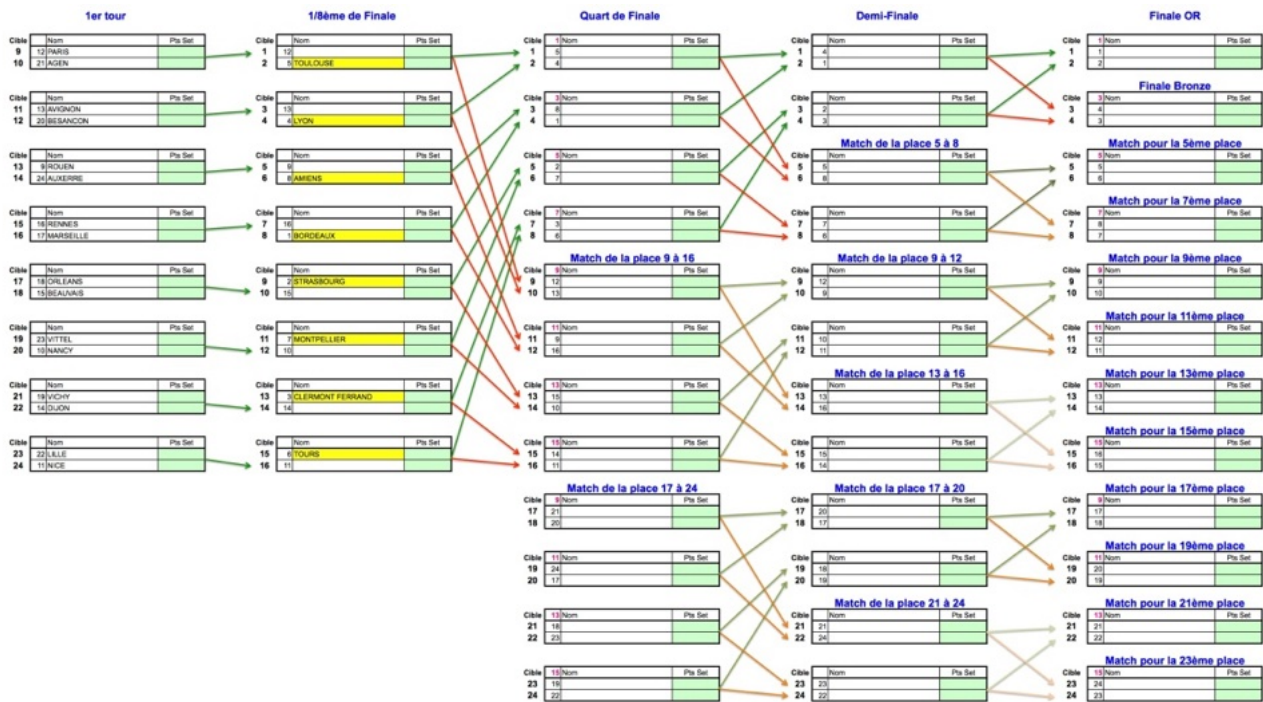 1er tour
Cible Nom Pts Set
9 12 PARIS
10 21 AGEN
Cible Nom Pts Set
11 13 AVIGNON
12 20 BESANCON
Cible Nom Pts Set
13 9 ROUEN
14 24 AUXERRE
Cible Nom Pts Set
15 16 RENNES
16 17 MARSEILLE
Cible Nom Pts Set
17 18 ORLEANS
18 15 BEAUVAIS
Cible Nom Pts Set
19 23 VITTEL
20 10 NANCY
Cible Nom Pts Set
21 19 VICHY
22 14 DIJON
Cible Nom Pts Set
23 22 LILLE
24 11 NICE
1/8ème de Finale
Cible Nom Pts Set
1 12
2 5 TOULOUSE
Cible Nom Pts Set
3 13
4 4 LYON
Cible Nom Pts Set
5 9
6 8 AMIENS
Cible Nom Pts Set
7 16
8 1 BORDEAUX
Cible Nom Pts Set
9 2 STRASBOURG
10 15
Cible Nom Pts Set
11 7 MONTPELLIER
12 10
Cible Nom Pts Set
13 3 CLERMONT FERRAND
14 14
Cible Nom Pts Set
15 6 TOURS
16 11
Quart de Finale
Cible 1 Nom Pts Set
1 5
2 4
Cible 3 Nom Pts Set
3 8
4 1
Cible 5 Nom Pts Set
5 2
6 7
Cible 7 Nom Pts Set
7 3
8 6
Match de la place 9 à 16
Cible 9 Nom Pts Set
9 12
10 13
Cible 11 Nom Pts Set
11 9
12 16
Cible 13 Nom Pts Set
13 15
14 10
Cible 15 Nom Pts Set
15 14
16 11
Match de la place 17 à 24
Cible 9 Nom Pts Set
17 21
18 20
Cible 11 Nom Pts Set
19 24
20 17
Cible 13 Nom Pts Set
21 18
22 23
Cible 15 Nom Pts Set
23 19
24 22
Demi-Finale
Cible Nom Pts Set
1 4
2 1
Cible Nom Pts Set
3 2
4 3
Match de la place 5 à 8
Cible Nom Pts Set
5 5
6 8
Cible Nom Pts Set
7 7
8 6
Match de la place 9 à 12
Cible Nom Pts Set
9 12
10 9
Cible Nom Pts Set
11 10
12 11
Match de la place 13 à 16
Cible Nom Pts Set
13 13
14 16
Cible Nom Pts Set
15 15
16 14
Match de la place 17 à 20
Cible Nom Pts Set
17 20
18 17
Cible Nom Pts Set
19 18
20 19
Match de la place 21 à 24
Cible Nom Pts Set
21 21
22 24
Cible Nom Pts Set
23 23
24 22
Finale OR
Cible 1 Nom Pts Set
1 1
2 2
Finale Bronze
Cible 3 Nom Pts Set
3 4
4 3
Match pour la 5ème place
Cible 5 Nom Pts Set
5 5
6 6
Match pour la 7ème place
Cible 7 Nom Pts Set
7 8
8 7
Match pour la 9ème place
Cible 9 Nom Pts Set
9 9
10 10
Match pour la 11ème place
Cible 11 Nom Pts Set
11 12
12 11
Match pour la 13ème place
Cible 13 Nom Pts Set
13 13
14 14
Match pour la 15ème place
Cible 15 Nom Pts Set
15 16
16 15
Match pour la 17ème place
Cible 9 Nom Pts Set
17 17
18 18
Match pour la 19ème place
Cible 11 Nom Pts Set
19 20
20 19
Match pour la 21ème place
Cible 13 Nom Pts Set
21 21
22 22
Match pour la 23ème place
Cible 15 Nom Pts Set
23 24
24 23